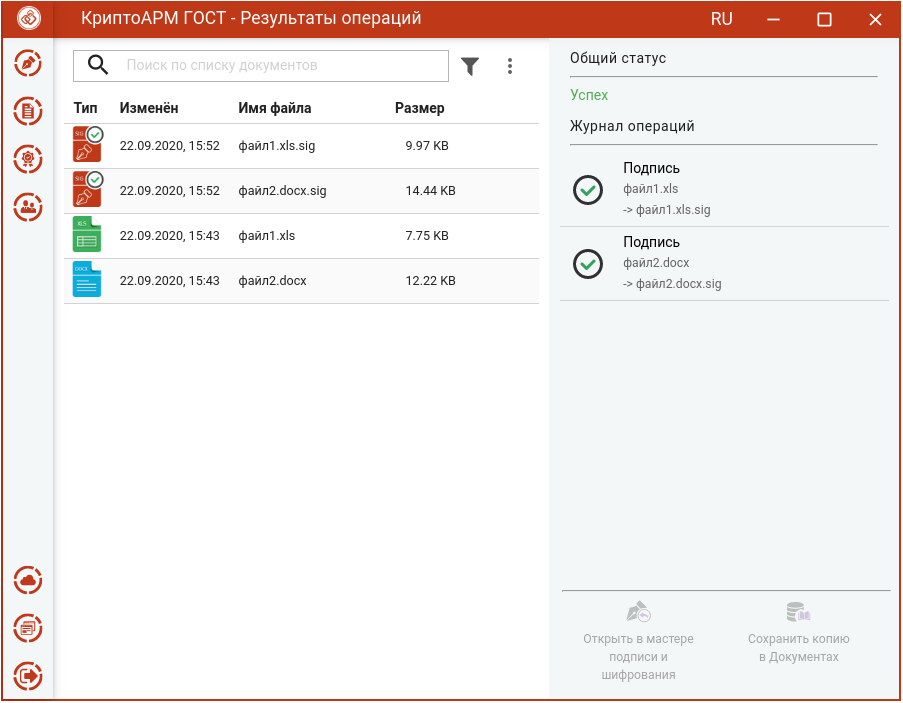 КриптоАРМ ГОСТ - Результаты операций
RU
Поиск по списку документов
Тип Изменён Имя файла Размер
SIG 22.09.2020, 15:52 файл1.xls.sig 9.97 KB
SIG 22.09.2020, 15:52 файл2.docx.sig 14.44 KB
XLS 22.09.2020, 15:43 файл1.xls 7.75 KB
DOCX 22.09.2020, 15:43 файл2.docx 12.22 KB
Общий статус
Успех
Журнал операций
Подпись
файл1.xls
-> файл1.xls.sig
Подпись
файл2.docx
-> файл2.docx.sig
Открыть в мастере
подписи и
шифрования
Сохранить копию
в Документах